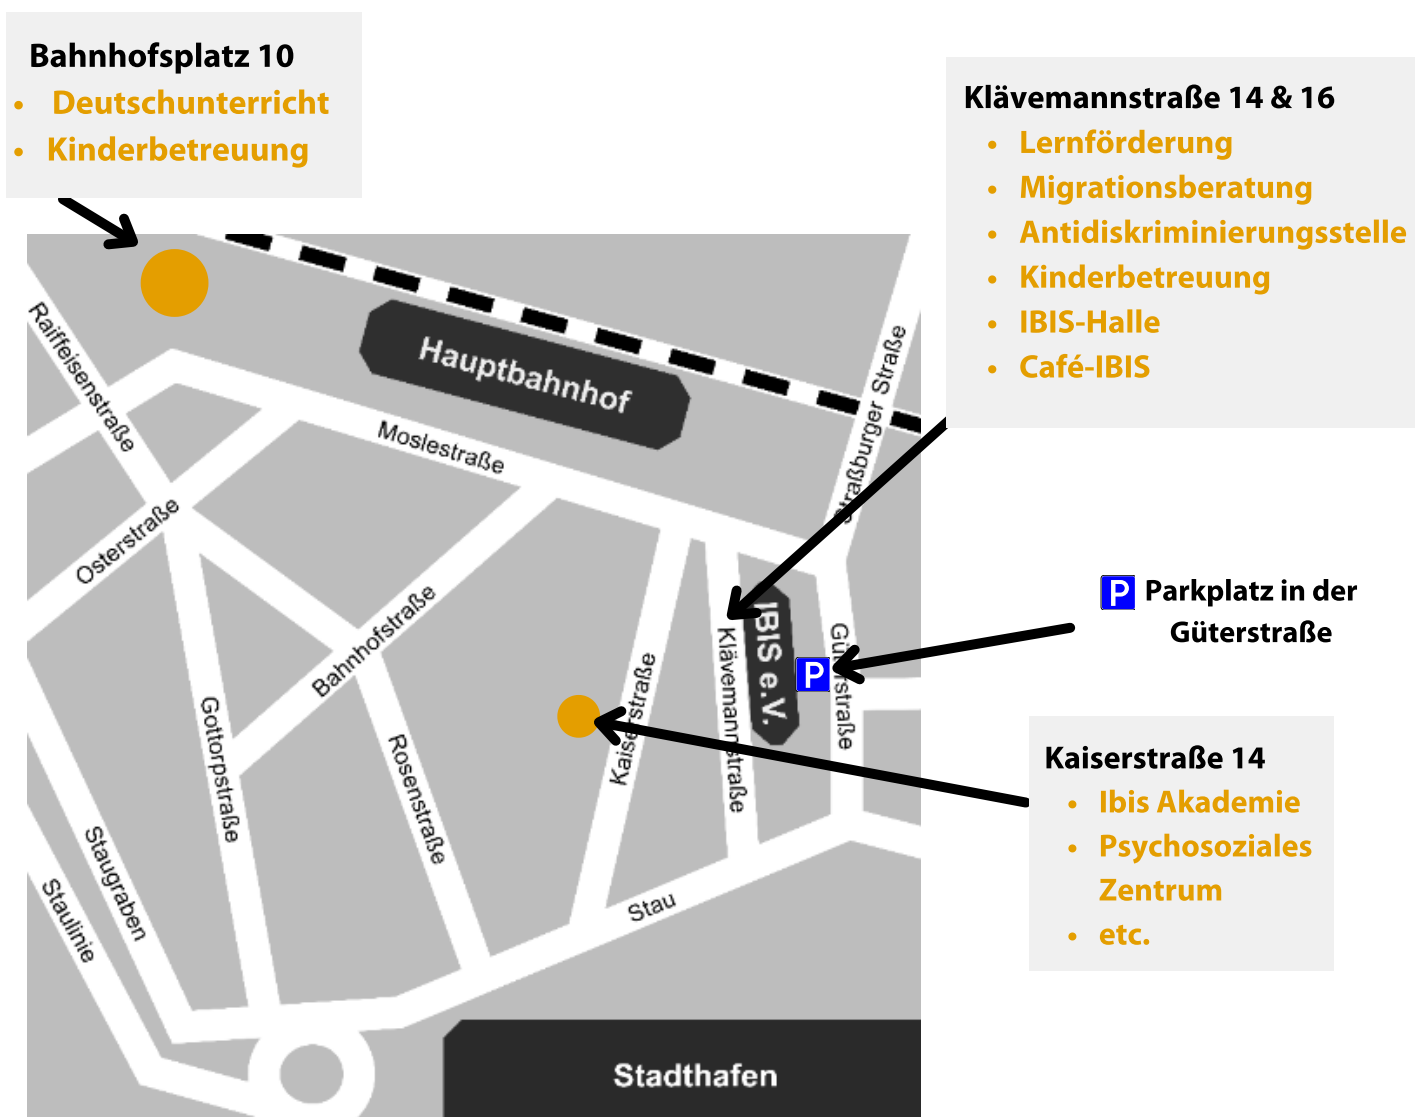 Bahnhofsplatz 10
• Deutschunterricht
• Kinderbetreuung
Klävemannstraße 14 & 16
• Lernförderung
• Migrationsberatung
• Antidiskriminierungsstelle
• Kinderbetreuung
• IBIS-Halle
• Café-IBIS
Raiffeisenstraße
Hauptbahnhof
Moslestraße
Straßburger Straße
Osterstraße
Bahnhofstraße
Gottorpstraße
Rosenstraße
Kaiserstraße
Klävemannstraße
IBIS e.V.
P
Güterstraße
P Parkplatz in der
Güterstraße
Kaiserstraße 14
• Ibis Akademie
• Psychosoziales
Zentrum
• etc.
Staugraben
Staulinie
Stau
Stadthafen